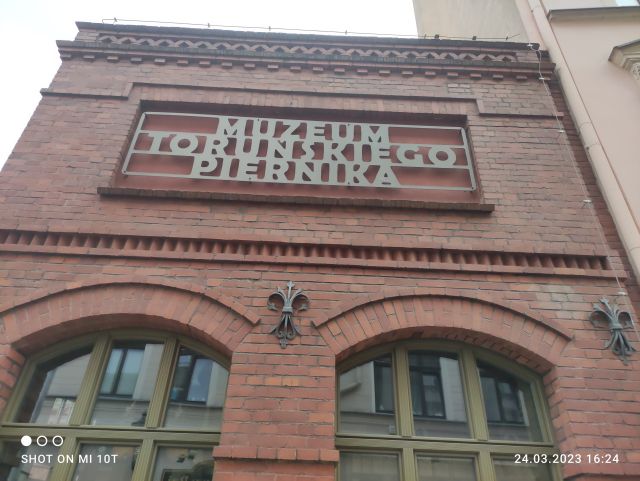 MUZEUM
TORUŃSKIEGO
PIERNIKA
SHOT ON MI 10T
24.03.2023 16:24